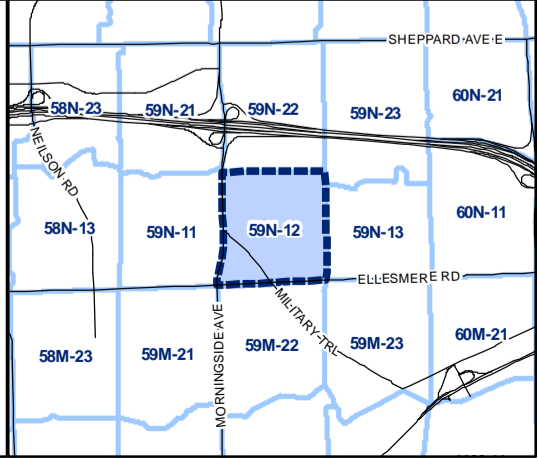 SHEPPARD AVE E
60N-21
58N-23
59N-21
59N-22
59N-23
NEILSON RD
58N-13
59N-11
59N-12
59N-13
60N-11
ELLESMERE RD
MILITARY TRL
MORNINGSIDE AVE
58M-23
59M-21
59M-22
59M-23
60M-21